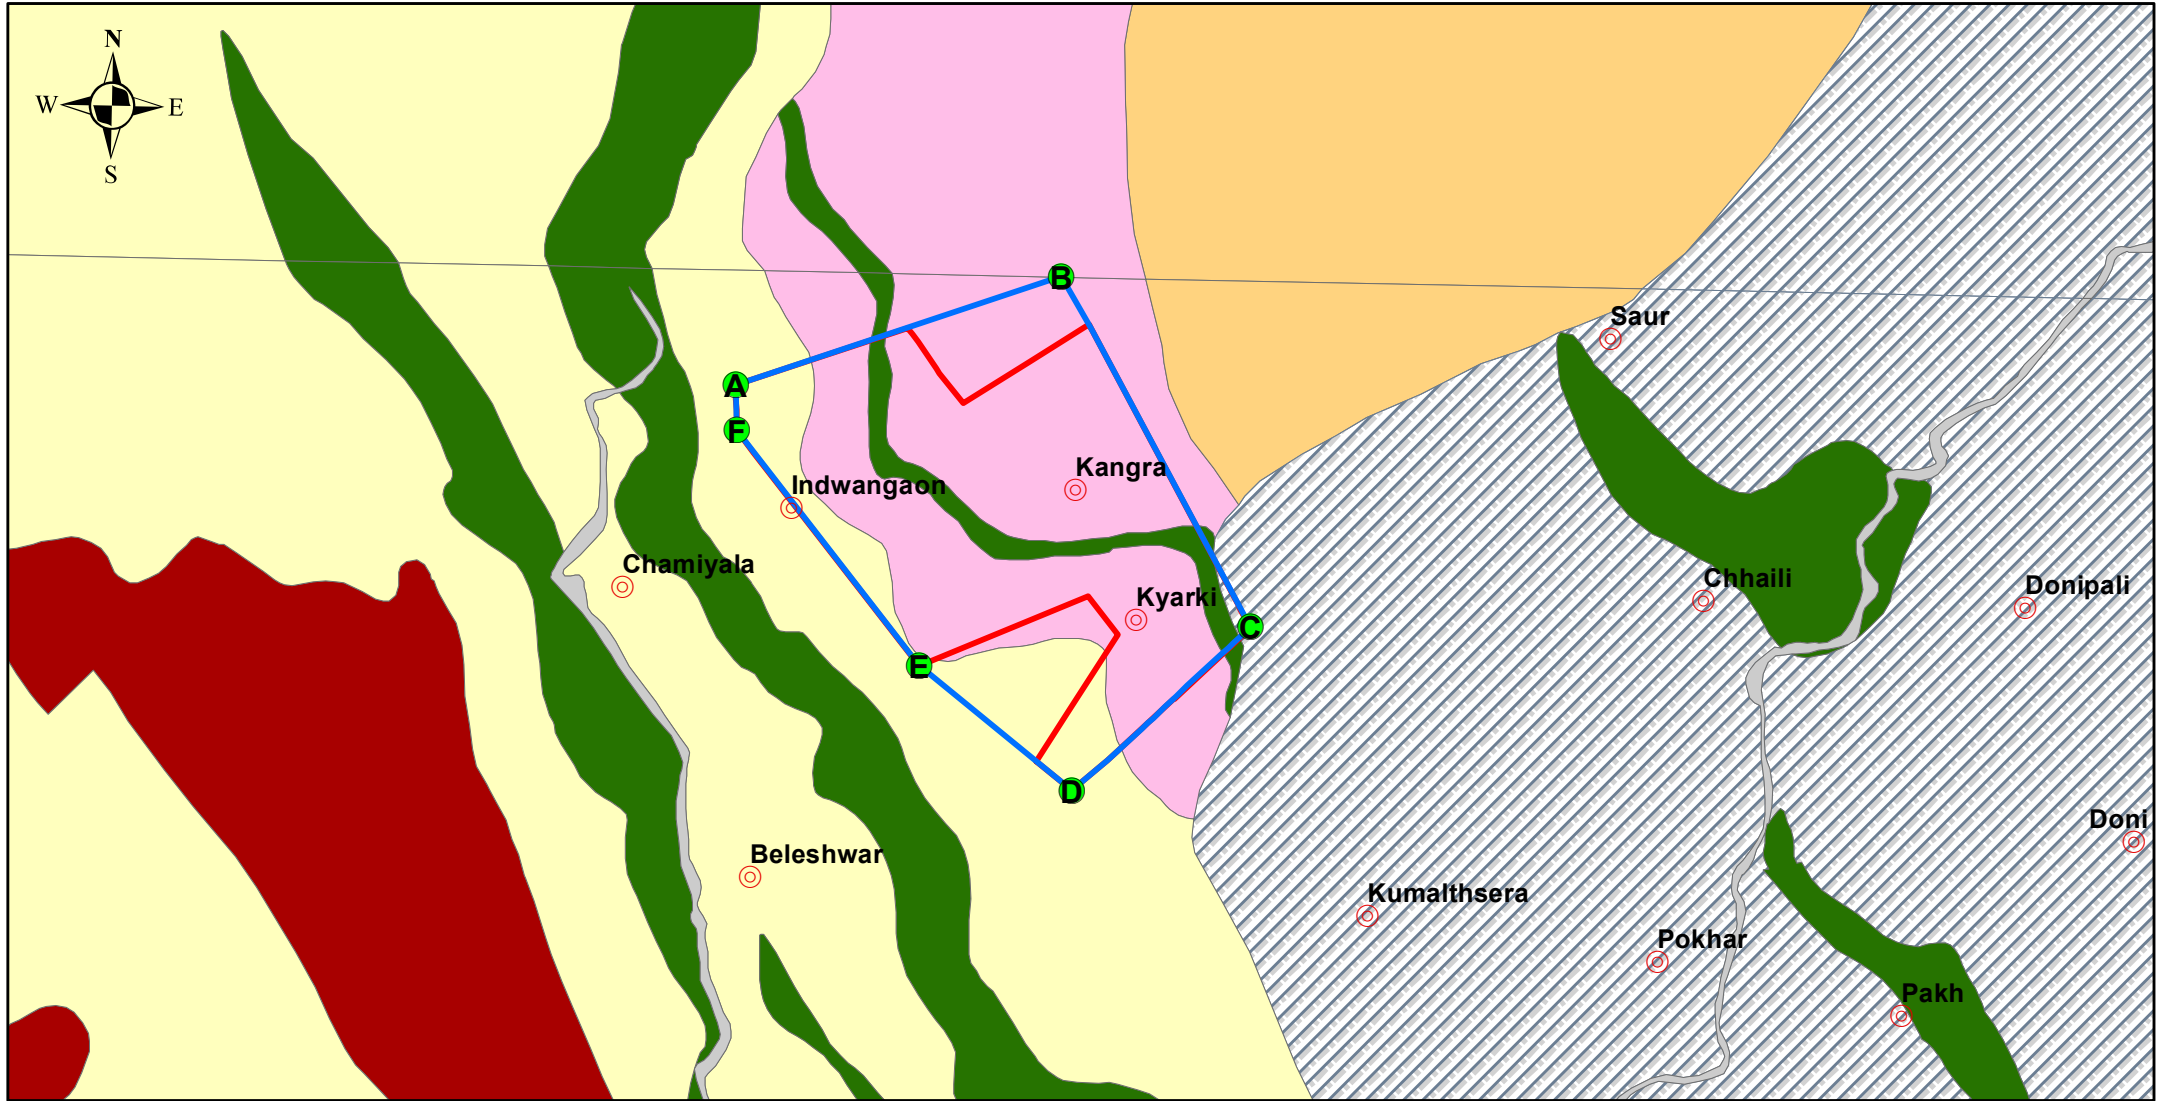 N
W E
S
B
Saur
A
F
Kangra
Indwangaon
Chamiyala
Chhaili
Donipali
Kyarki
C
E
D
Doni
Beleshwar
Kumalthsera
Pokhar
Pakh